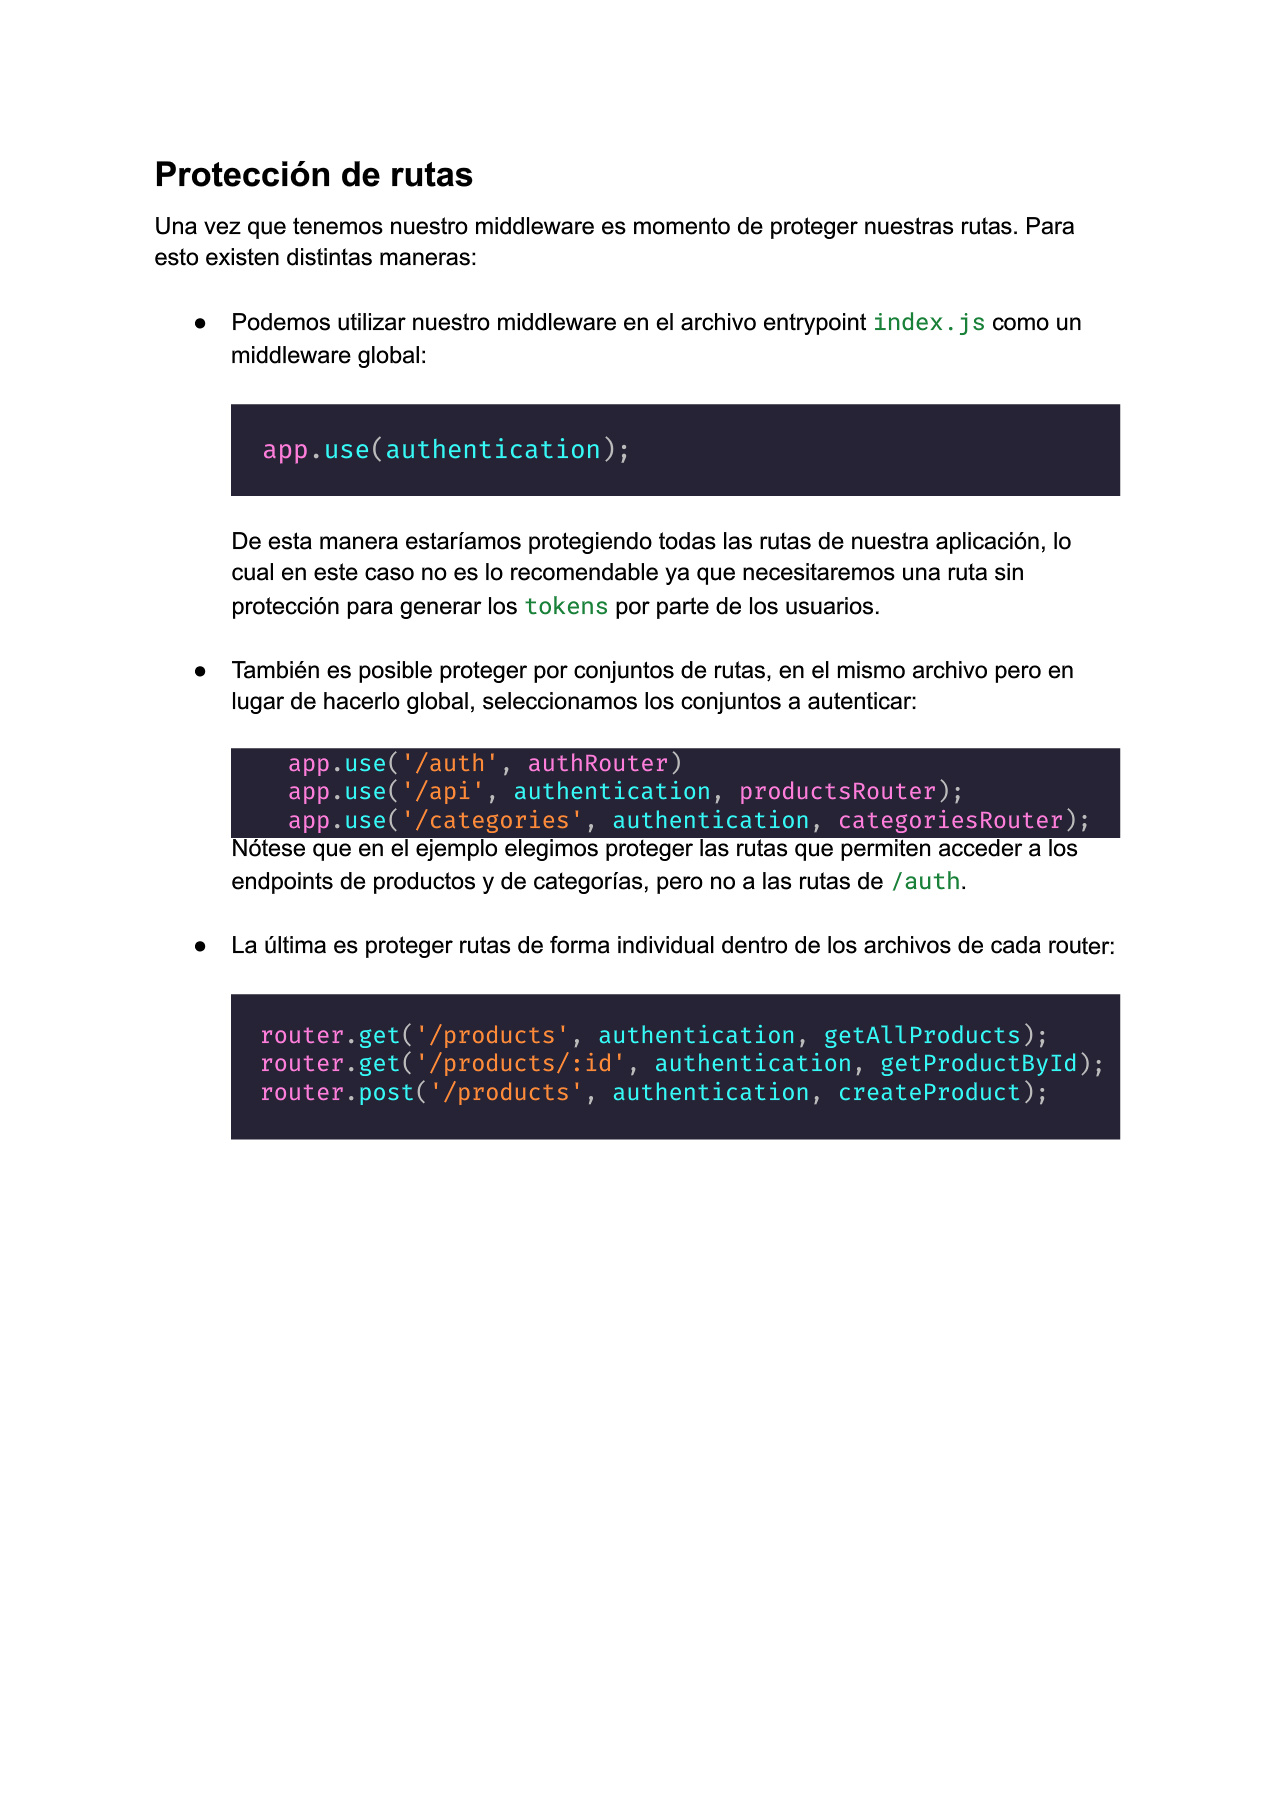 Protección de rutas
Una vez que tenemos nuestro middleware es momento de proteger nuestras rutas. Para
esto existen distintas maneras:
● Podemos utilizar nuestro middleware en el archivo entrypoint index.js como un
middleware global:
app.use(authentication);
De esta manera estaríamos protegiendo todas las rutas de nuestra aplicación, lo
cual en este caso no es lo recomendable ya que necesitaremos una ruta sin
protección para generar los tokens por parte de los usuarios.
● También es posible proteger por conjuntos de rutas, en el mismo archivo pero en
lugar de hacerlo global, seleccionamos los conjuntos a autenticar:
app.use('/auth', authRouter)
app.use('/api', authentication, productsRouter);
app.use('/categories', authentication, categoriesRouter);
Nótese que en el ejemplo elegimos proteger las rutas que permiten acceder a los
endpoints de productos y de categorías, pero no a las rutas de /auth.
● La última es proteger rutas de forma individual dentro de los archivos de cada router:
router.get('/products', authentication, getAllProducts);
router.get('/products/:id', authentication, getProductById);
router.post('/products', authentication, createProduct);